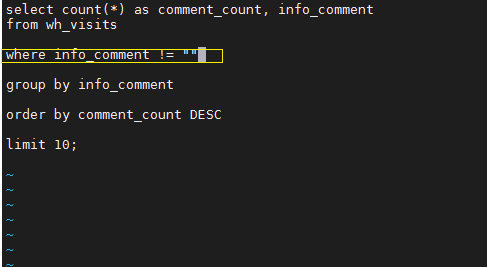 select count(*) as comment_count, info_comment
from wh_visits
where info_comment != ""
group by info_comment
order by comment_count DESC
limit 10;
~
~
~
~
~
~
~